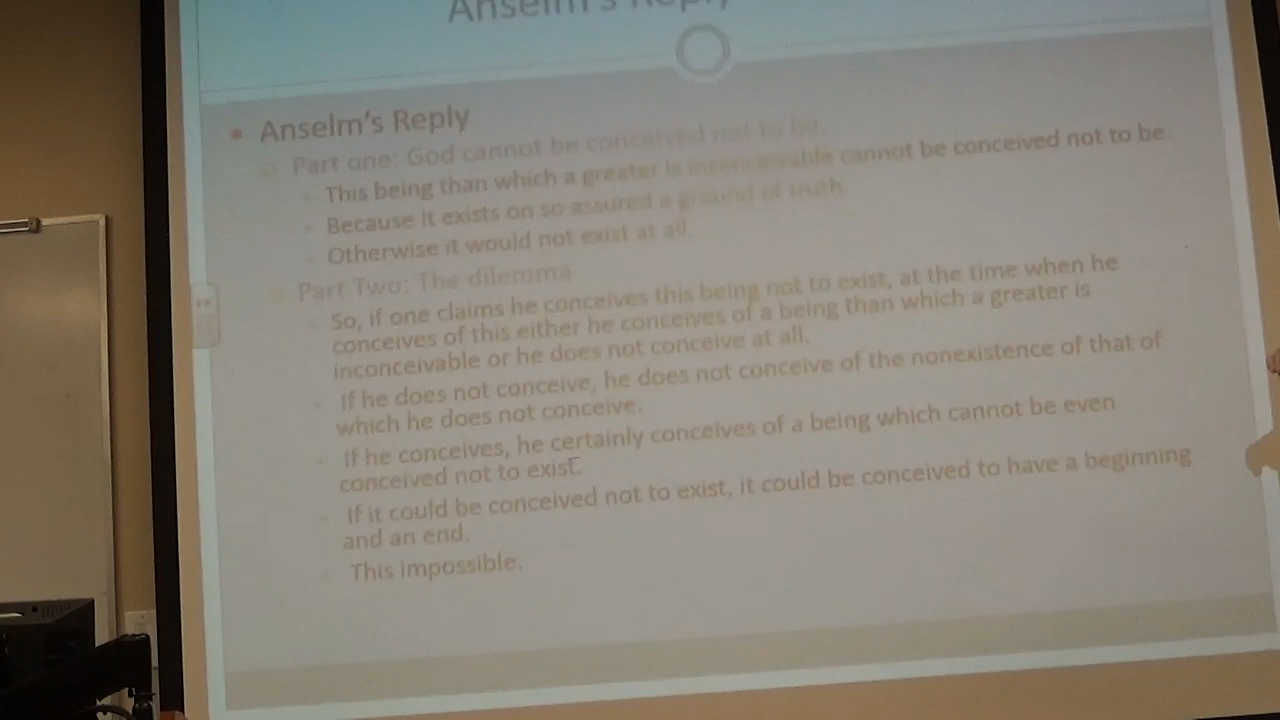 Anselm's Reply
Anselm's Reply
Part one: God cannot be conceived not to be.
This being than which a greater is inconceivable cannot be conceived not to be.
Because it exists on so assured a ground of truth
Otherwise it would not exist at all.
Part Two: The dilemma
So, if one claims he conceives this being not to exist, at the time when he
conceives of this either he conceives of a being than which a greater is
inconceivable or he does not conceive at all.
If he does not conceive, he does not conceive of the nonexistence of that of
which he does not conceive.
If he conceives, he certainly conceives of a being which cannot be even
conceived not to exist.
If it could be conceived not to exist, it could be conceived to have a beginning
and an end.
This impossible.